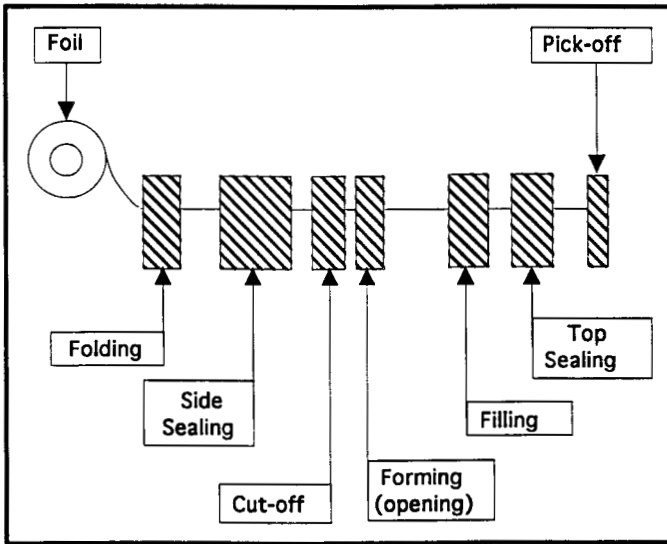 Foil
Pick-off
Folding
Side
Sealing
Cut-off
Forming
(opening)
Filling
Top
Sealing